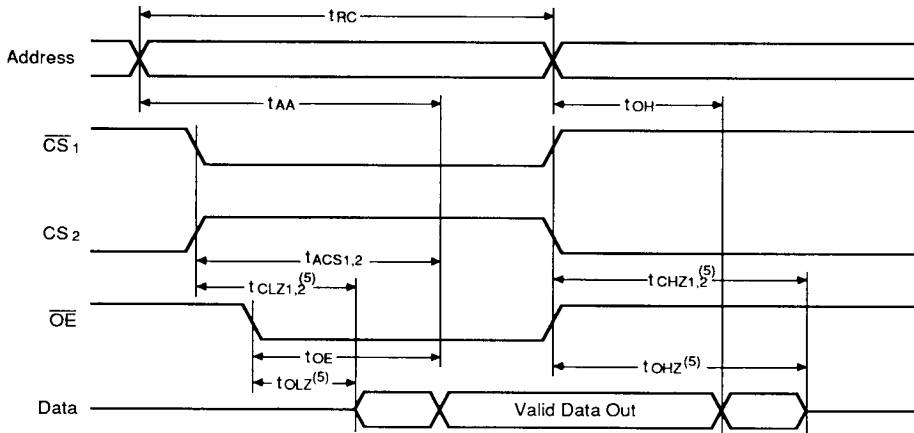 tRC
Address
tAA
tOH
CS1
CS2
tACS1,2
tCLZ1,2(5)
tCHZ1,2(5)
OE
tOE
tOHZ(5)
tOLZ(5)
Data
Valid Data Out